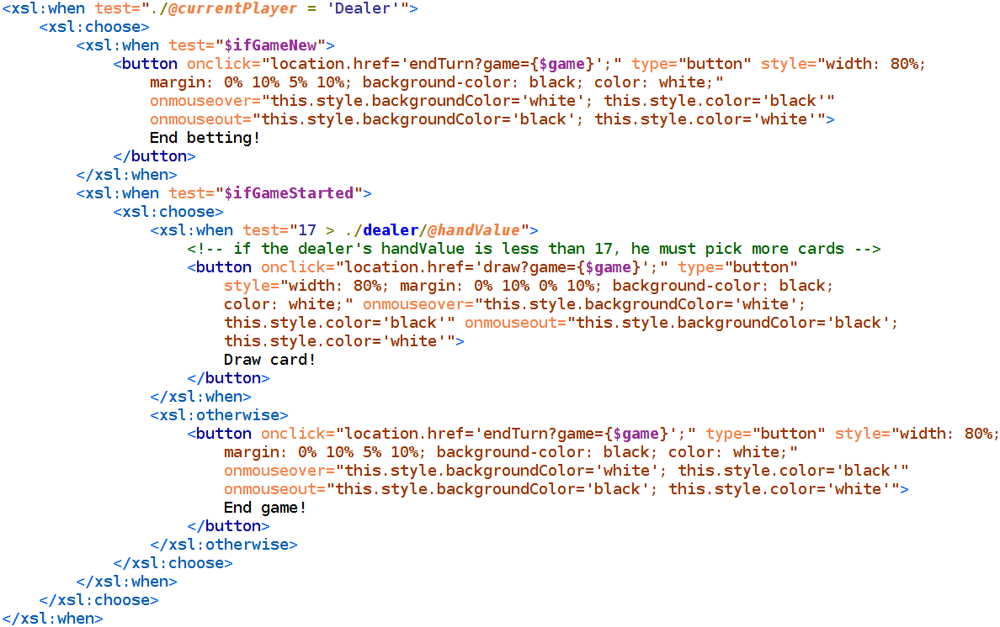 <xsl:when test="./@currentPlayer = 'Dealer'">
    <xsl:choose>
        <xsl:when test="$ifGameNew">
            <button onclick="location.href='endTurn?game={$game}';" type="button" style="width: 80%;
                margin: 0% 10% 5% 10%; background-color: black; color: white;"
                onmouseover="this.style.backgroundColor='white'; this.style.color='black'"
                onmouseout="this.style.backgroundColor='black'; this.style.color='white'">
                End betting!
            </button>
        </xsl:when>
        <xsl:when test="$ifGameStarted">
            <xsl:choose>
                <xsl:when test="17 > ./dealer/@handValue">
                    <!-- if the dealer's handValue is less than 17, he must pick more cards -->
                    <button onclick="location.href='draw?game={$game}';" type="button"
                        style="width: 80%; margin: 0% 10% 0% 10%; background-color: black;
                        color: white;" onmouseover="this.style.backgroundColor='white';
                        this.style.color='black'" onmouseout="this.style.backgroundColor='black';
                        this.style.color='white'">
                        Draw card!
                    </button>
                </xsl:when>
                <xsl:otherwise>
                    <button onclick="location.href='endTurn?game={$game}';" type="button" style="width: 80%;
                        margin: 0% 10% 5% 10%; background-color: black; color: white;"
                        onmouseover="this.style.backgroundColor='white'; this.style.color='black'"
                        onmouseout="this.style.backgroundColor='black'; this.style.color='white'">
                        End game!
                    </button>
                </xsl:otherwise>
            </xsl:choose>
        </xsl:when>
    </xsl:choose>
</xsl:when>